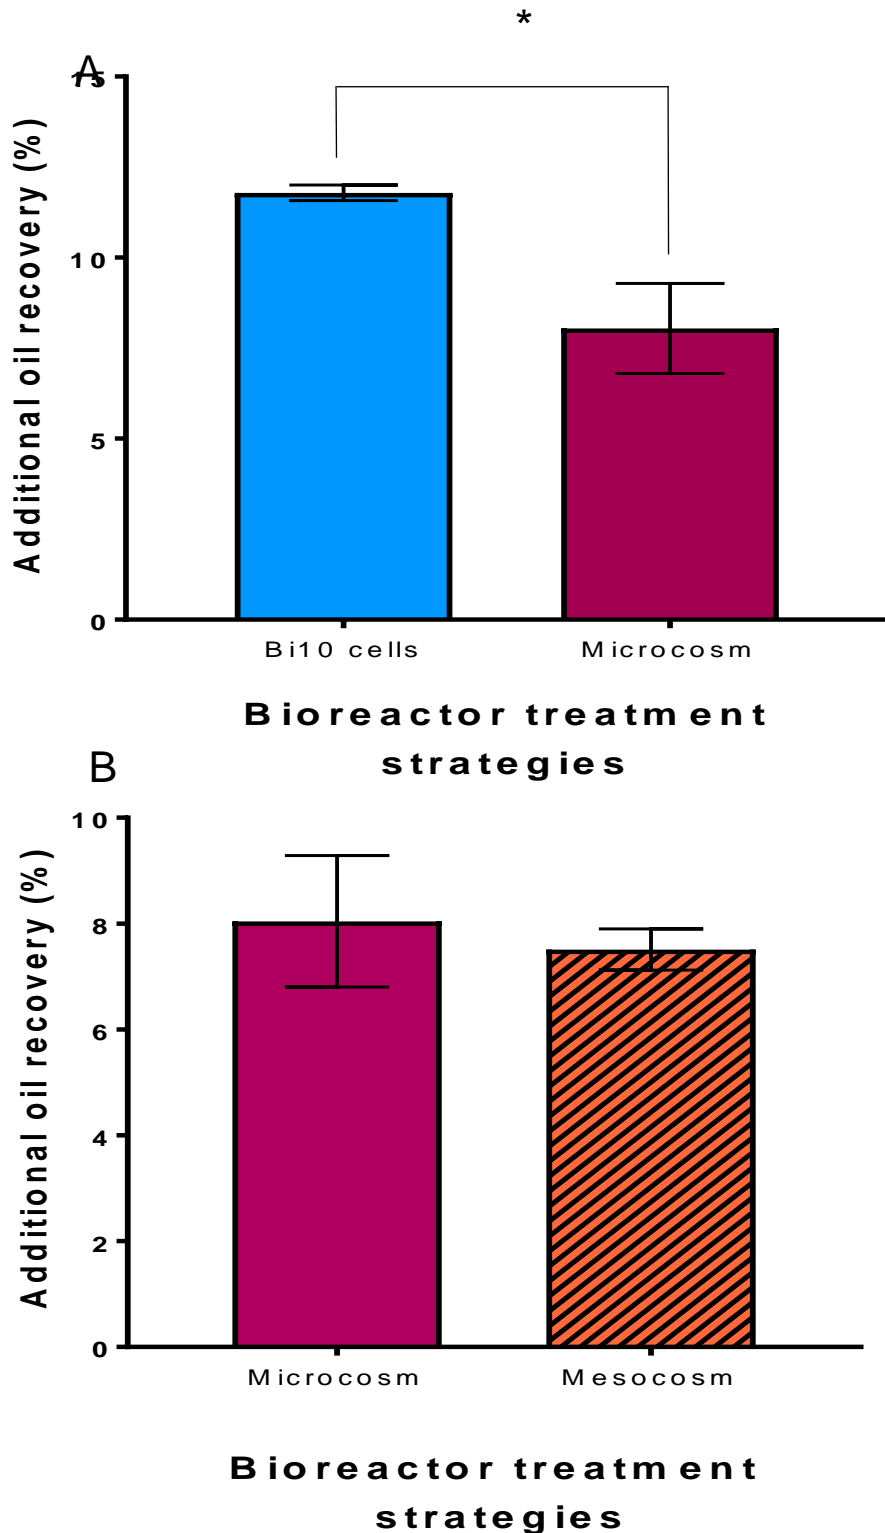 *
A
15
Additional oil recovery (%)
10
5
0
Bi10 cells
Microcosm
Bioreactor treatment
strategies
B
10
Additional oil recovery (%)
8
6
4
2
0
Microcosm
Mesocosm
Bioreactor treatment
strategies